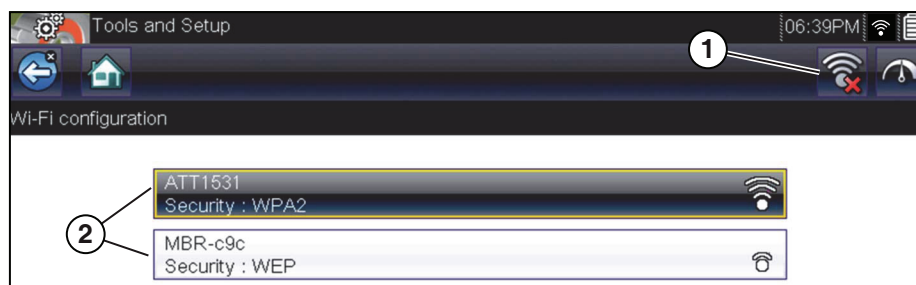 Tools and Setup
06:39PM
1
Wi-Fi configuration
ATT1531
Security : WPA2
2
MBR-c9c
Security : WEP